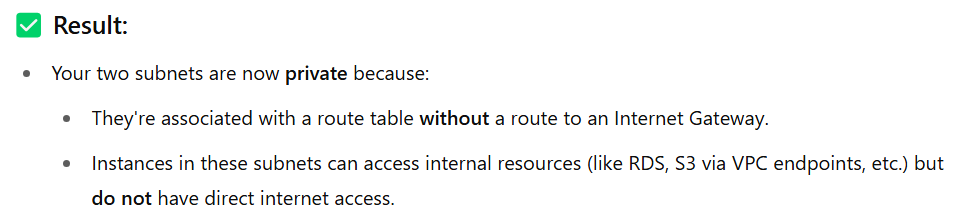 ✅ Result:
• Your two subnets are now private because:
• They're associated with a route table without a route to an Internet Gateway.
• Instances in these subnets can access internal resources (like RDS, S3 via VPC endpoints, etc.) but
do not have direct internet access.